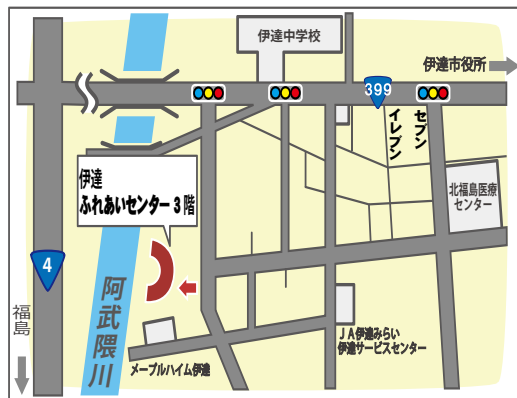 伊達中学校
伊達市役所
399
セブン
イレブン
伊達
ふれあいセンター 3 階
北福島医療
センター
4
阿武隈川
福島
JA伊達みらい
伊達サービスセンター
メープルハイム伊達